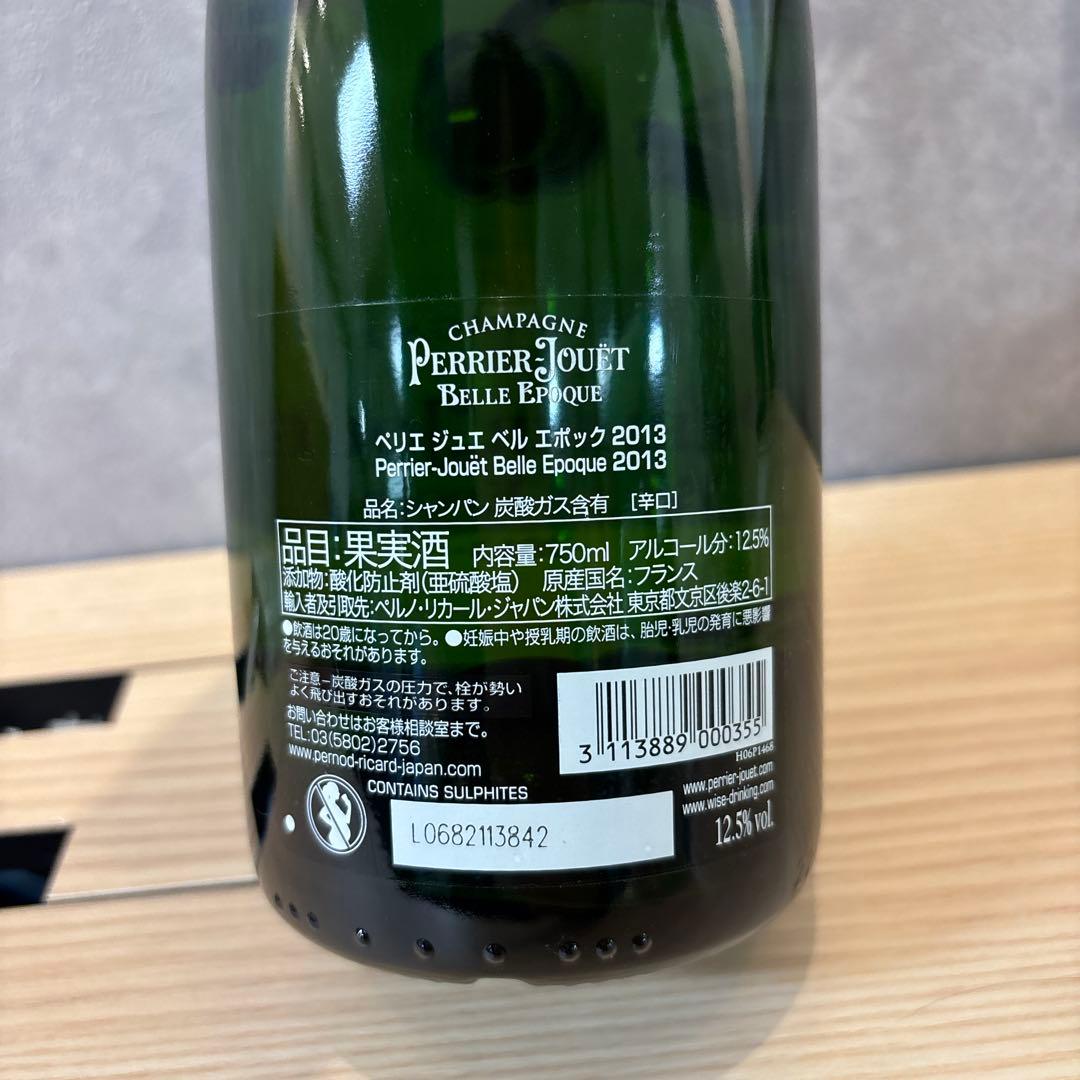 CHAMPAGNE
PERRIER-JOUËT
BELLE EPOQUE
ペリエ ジュエ ベル エポック 2013
Perrier-Jouët Belle Epoque 2013
品名:シャンパン 炭酸ガス含有 [辛口]
品目:果実酒 内容量:750ml アルコール分:12.5%
添加物:酸化防止剤(亜硫酸塩) 原産国名:フランス
輸入者及引取先:ペルノ・リカール・ジャパン株式会社 東京都文京区後楽2-6-1
●飲酒は20歳になってから。●妊娠中や授乳期の飲酒は、胎児・乳児の発育に悪影響
を与えるおそれがあります。
ご注意-炭酸ガスの圧力で、栓が勢い
よく飛び出すおそれがあります。
お問い合わせはお客様相談室まで。
TEL:03(5802)2756
www.pernod-ricard-japan.com
3 113889 000355
H06P1468
www.perrier-jouet.com
www.wise-drinking.com
CONTAINS SULPHITES
12.5% vol.
L0682113842